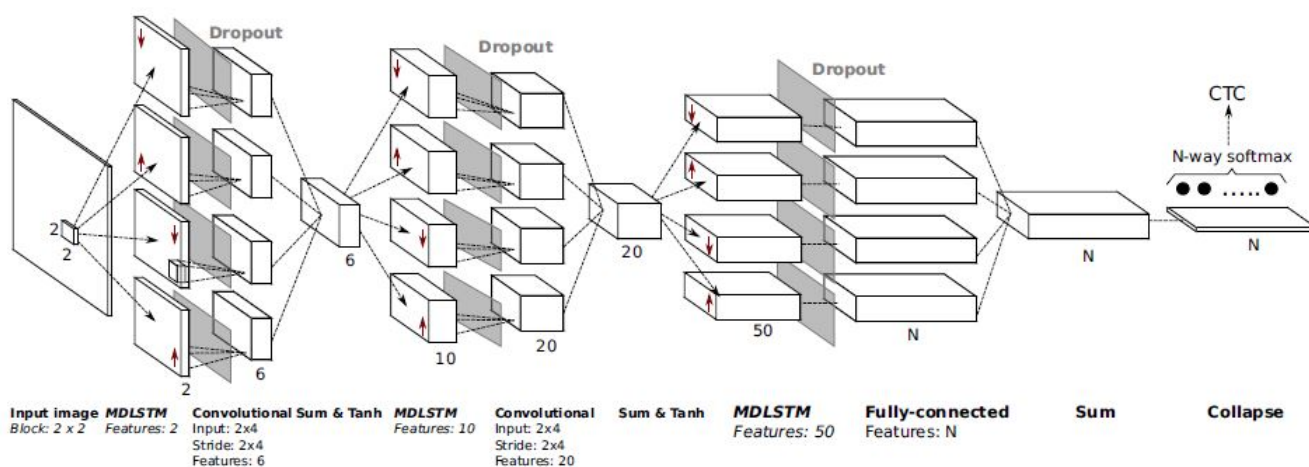 Dropout
Dropout
Dropout
CTC
N-way softmax
.....
2
2
2
6
6
10
20
20
50
N
N
N
Input image
Block: 2 x 2
MDLSTM
Features: 2
Convolutional
Input: 2x4
Stride: 2x4
Features: 6
Sum & Tanh
MDLSTM
Features: 10
Convolutional
Input: 2x4
Stride: 2x4
Features: 20
Sum & Tanh
MDLSTM
Features: 50
Fully-connected
Features: N
Sum
Collapse